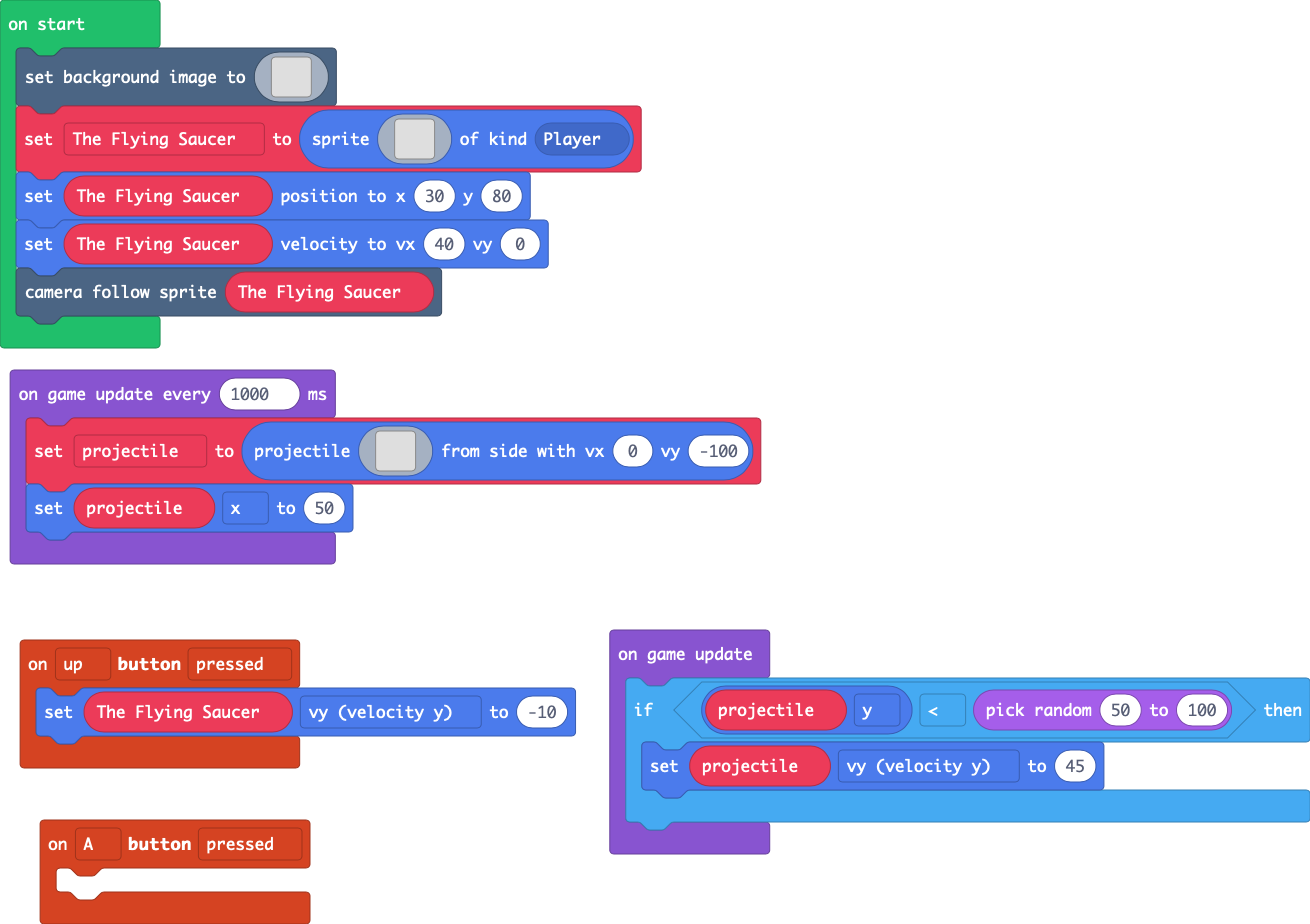 on start
set background image to
set The Flying Saucer to sprite of kind Player
set The Flying Saucer position to x 30 y 80
set The Flying Saucer velocity to vx 40 vy 0
camera follow sprite The Flying Saucer
on game update every 1000 ms
set projectile to projectile from side with vx 0 vy -100
set projectile x to 50
on up button pressed
set The Flying Saucer vy (velocity y) to -10
on A button pressed
on game update
if projectile y < pick random 50 to 100 then
set projectile vy (velocity y) to 45